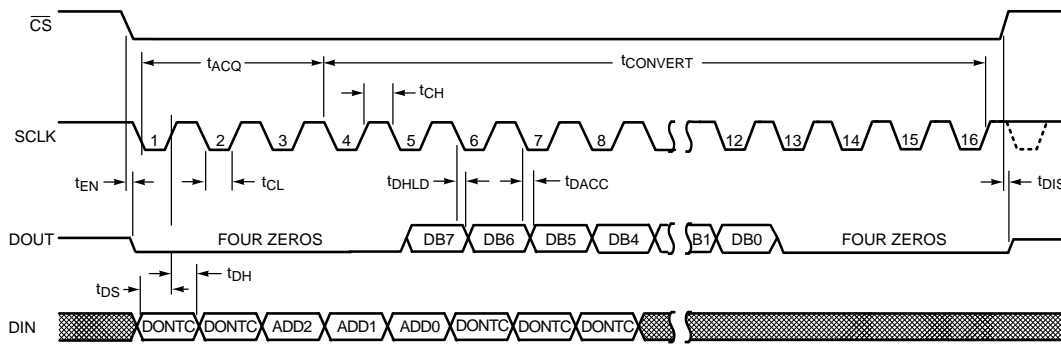 CS
tACQ
tCONVERT
tCH
SCLK
1 2 3 4 5 6 7 8 12 13 14 15 16
tEN
tCL
tDHLD
tDACC
tDIS
DOUT
FOUR ZEROS
DB7 DB6 DB5 DB4 B1 DB0
FOUR ZEROS
tDS
tDH
DIN
DONTC DONTC ADD2 ADD1 ADD0 DONTC DONTC DONTC